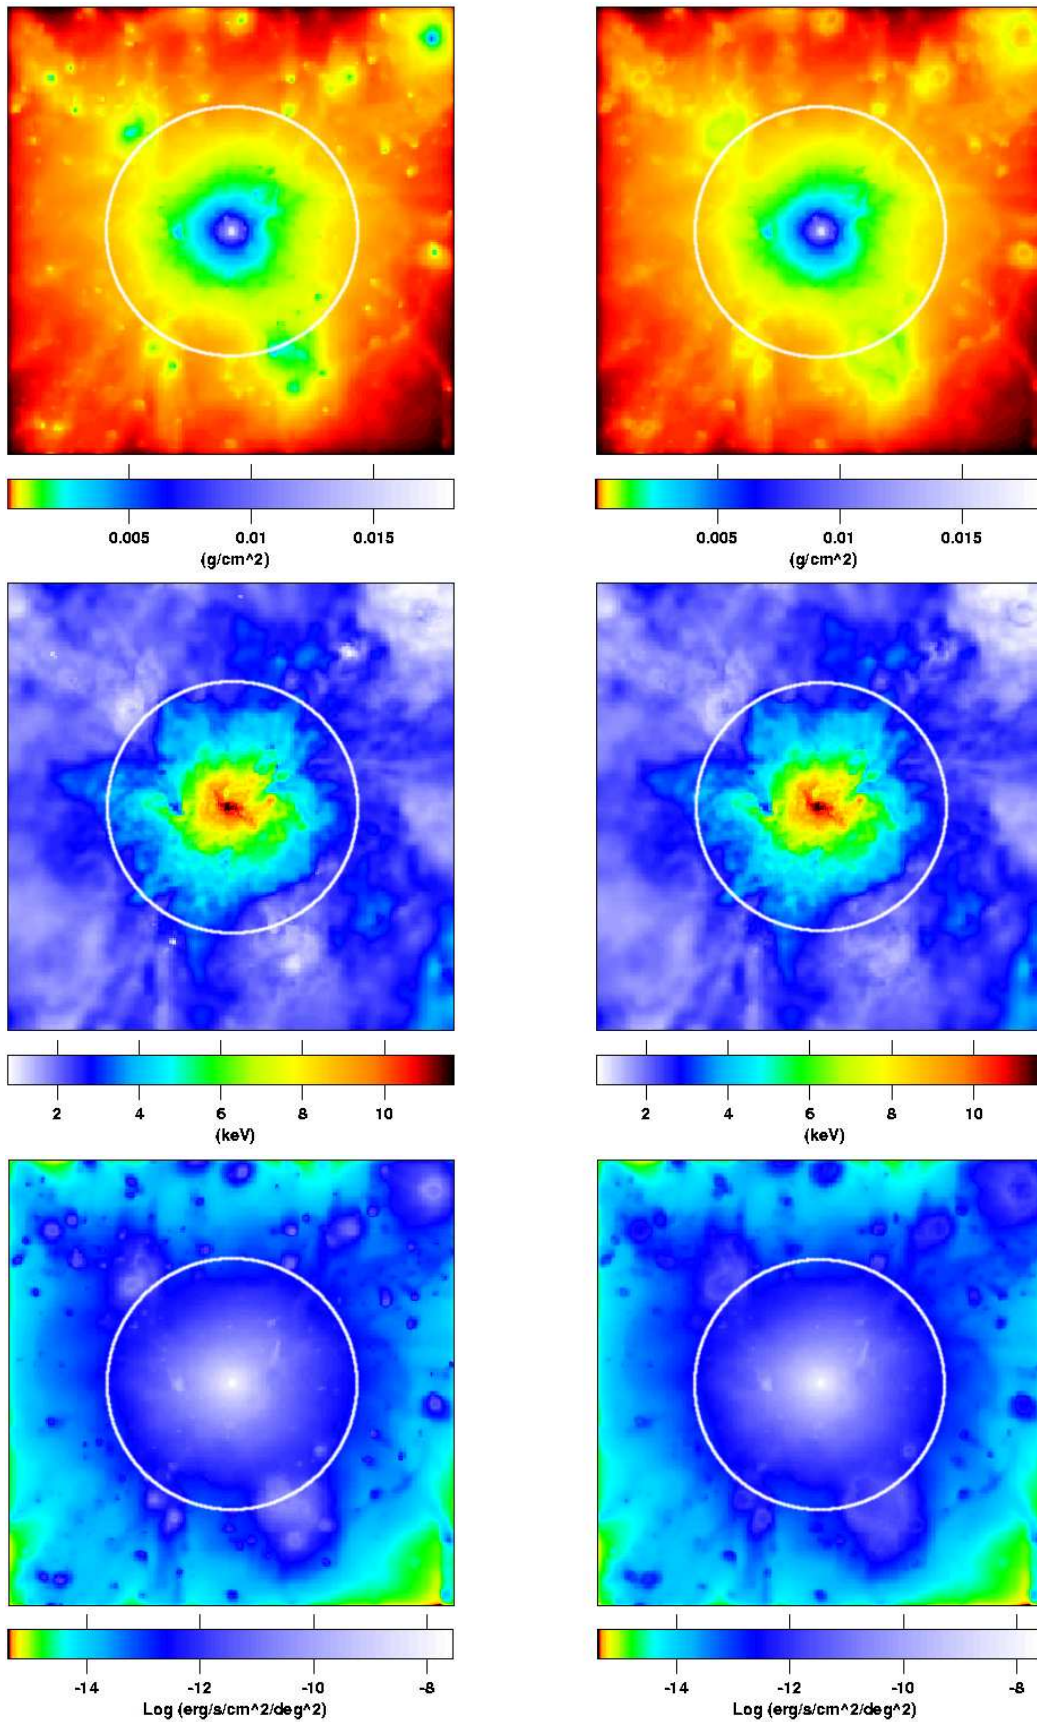 0.005 0.01 0.015 0.005 0.01 0.015
(g/cm^2) (g/cm^2)
2 4 6 8 10 2 4 6 8 10
(keV) (keV)
-14 -12 -10 -8 -14 -12 -10 -8
Log (erg/s/cm^2/deg^2) Log (erg/s/cm^2/deg^2)